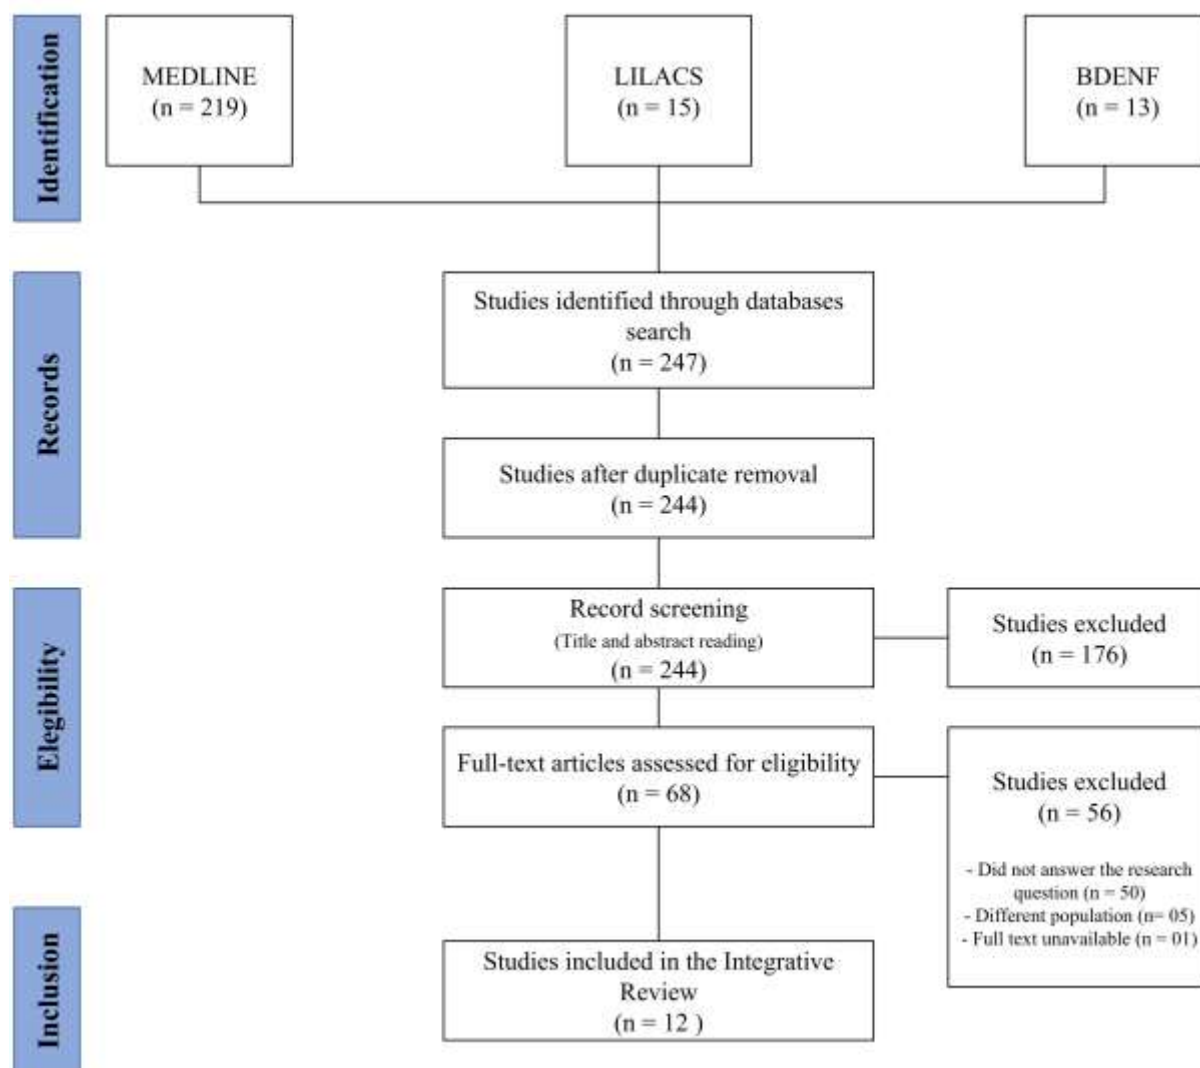 Identification
MEDLINE
(n = 219)
LILACS
(n = 15)
BDENF
(n = 13)
Records
Studies identified through databases
search
(n = 247)
Studies after duplicate removal
(n = 244)
Elegibility
Record screening
(Title and abstract reading)
(n = 244)
Studies excluded
(n = 176)
Full-text articles assessed for eligibility
(n = 68)
Studies excluded
(n = 56)
- Did not answer the research
question (n = 50)
- Different population (n= 05)
- Full text unavailable (n = 01)
Inclusion
Studies included in the Integrative
Review
(n = 12 )